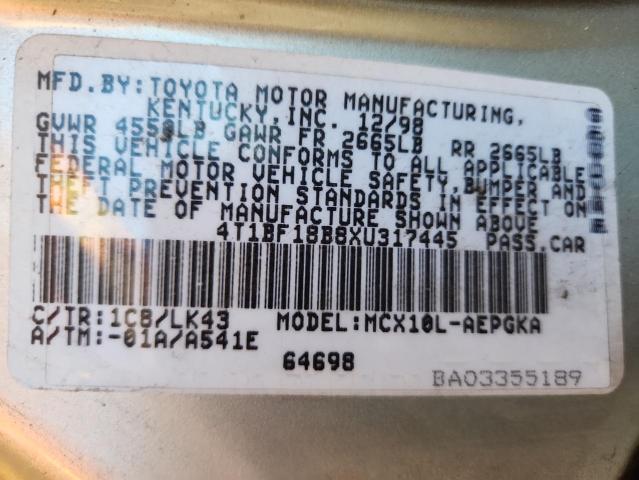 MFD.BY:TOYOTA MOTOR MANUFACTURING,
KENTUCKY,INC. 12/98
GVWR 4550LB GAWR FR 2665LB RR 2665LB
THIS VEHICLE CONFORMS TO ALL APPLICABLE
FEDERAL MOTOR VEHICLE SAFETY,BUMPER AND
THEFT PREVENTION STANDARDS IN EFFECT ON
THE DATE OF MANUFACTURE SHOWN ABOVE
4T1BF18B8XU317445 PASS.CAR
C/TR:1C8/LK43 MODEL:MCX10L-AEPGKA
A/TM:-01A/A541E
64698
BA03355189